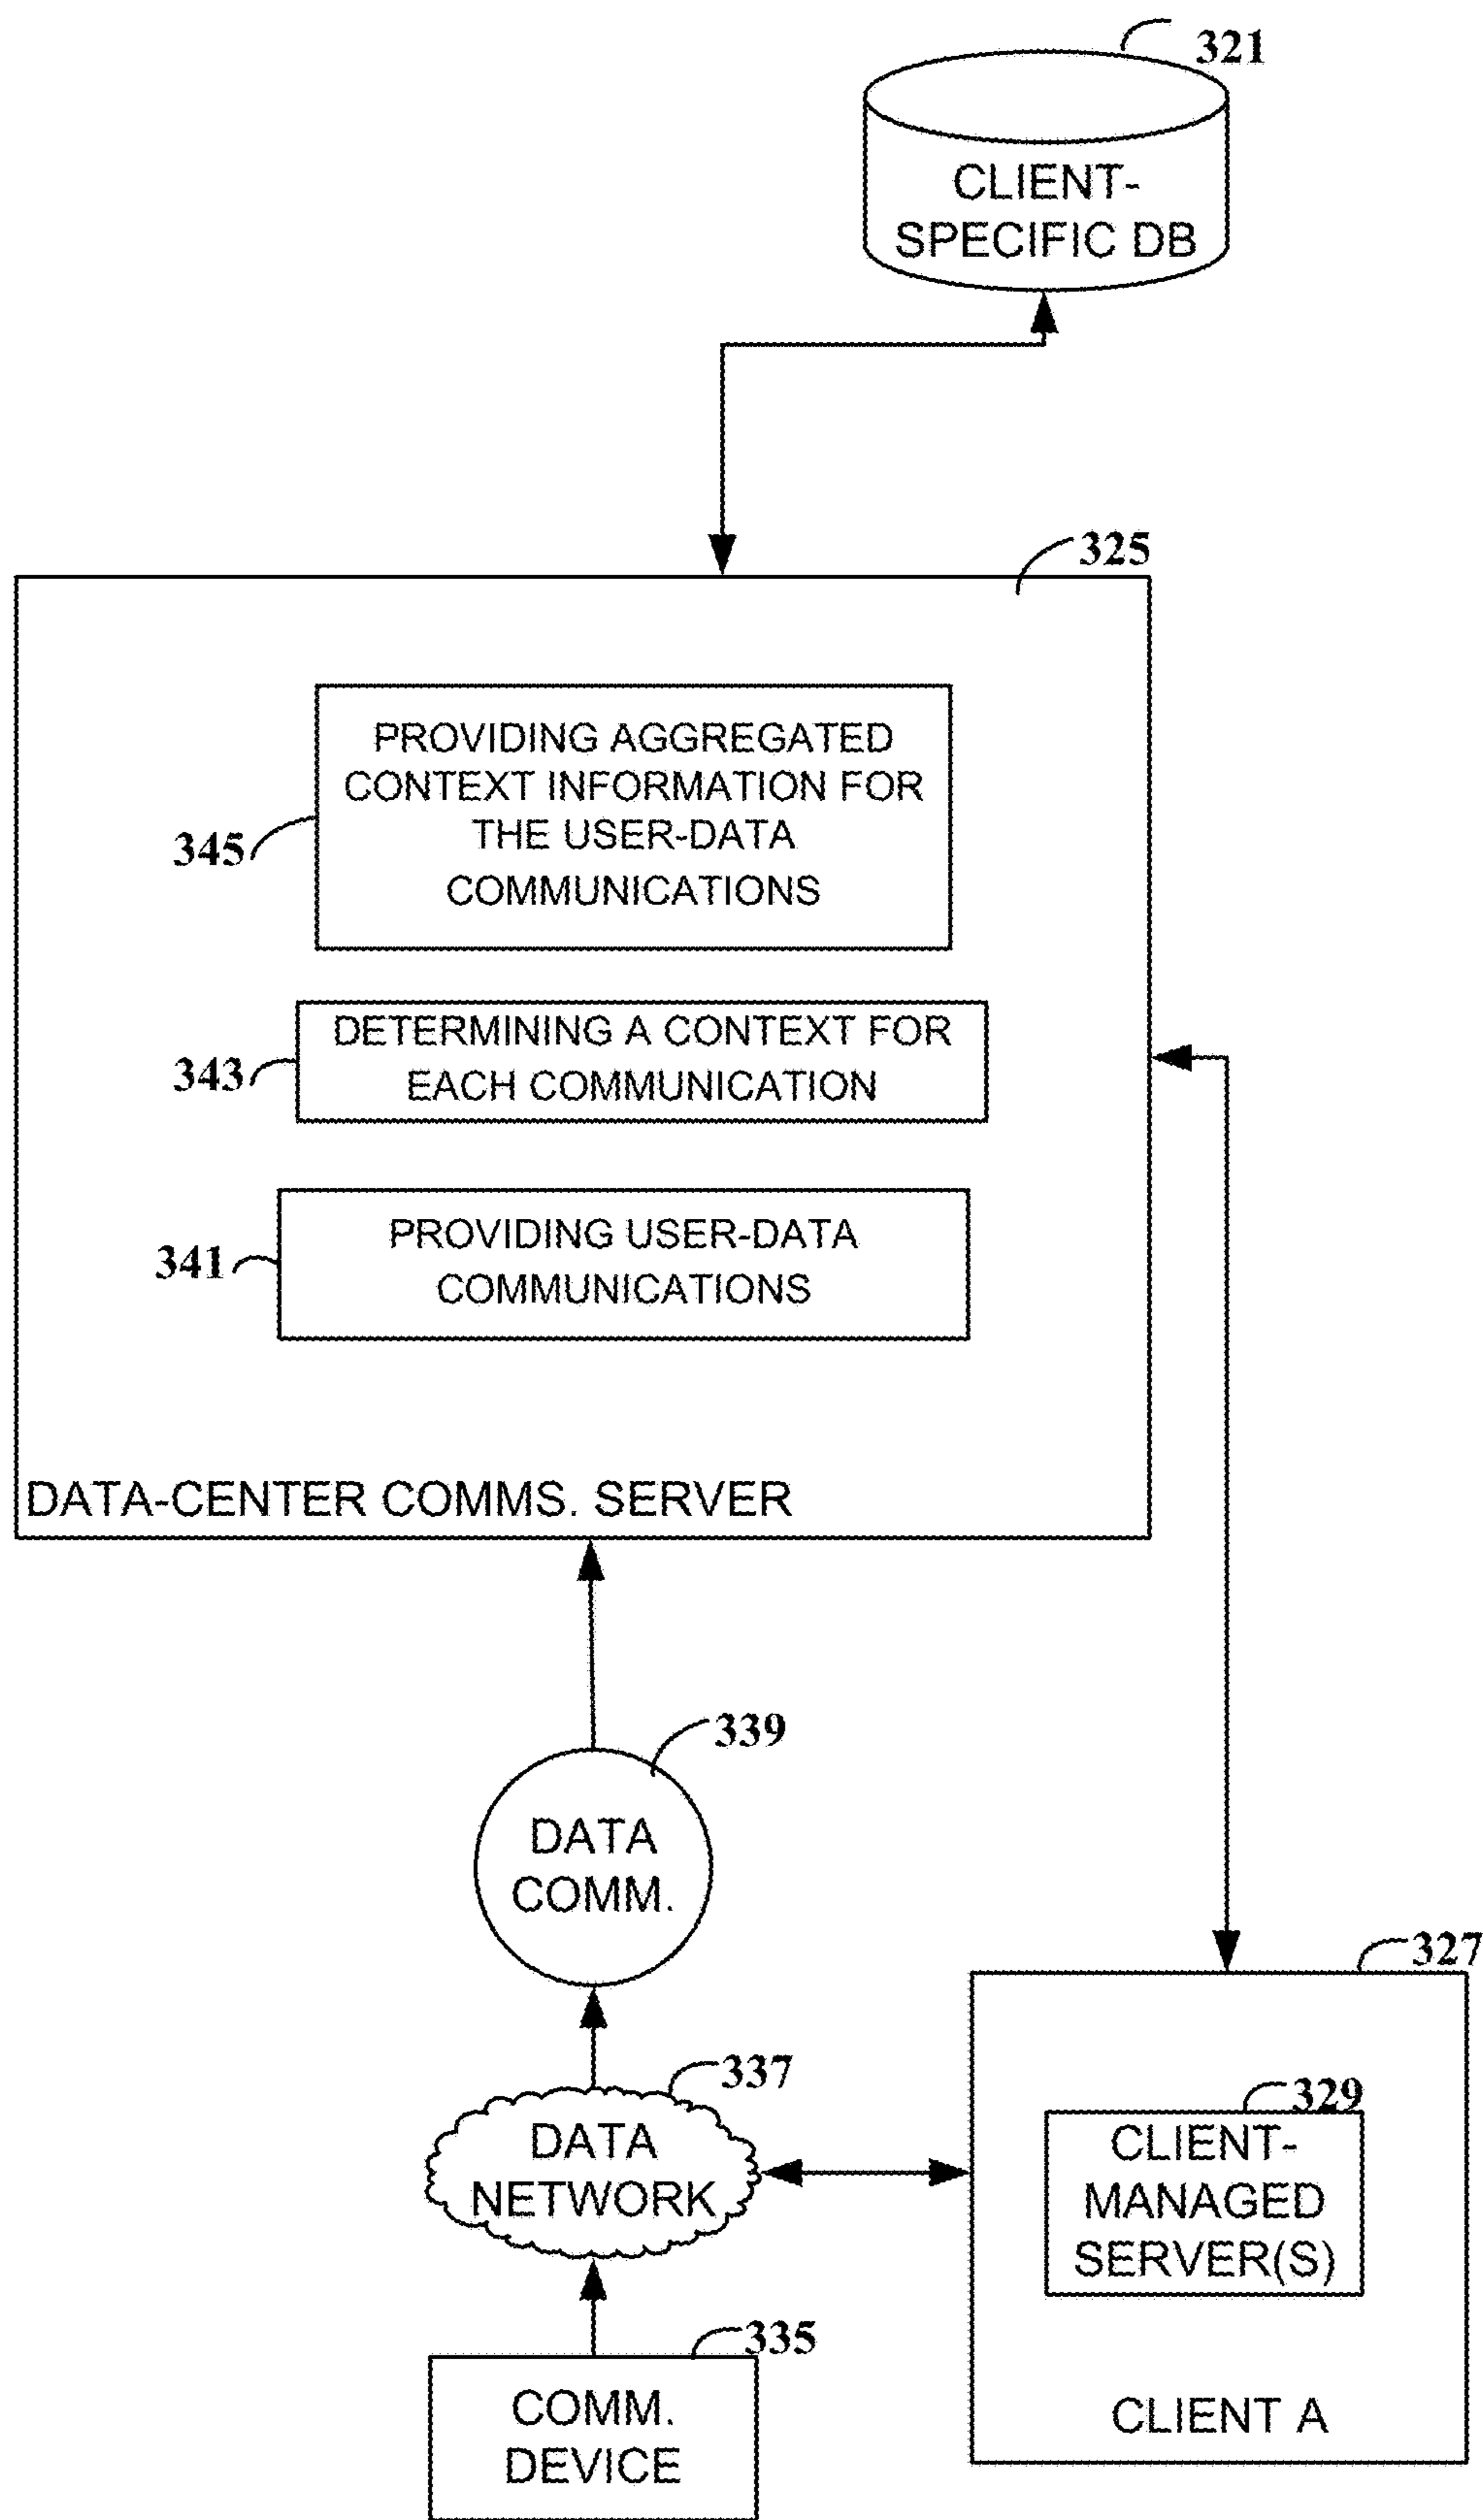 321
CLIENT-
SPECIFIC DB
325
PROVIDING AGGREGATED
CONTEXT INFORMATION FOR
THE USER-DATA
COMMUNICATIONS
345
DETERMINING A CONTEXT FOR
EACH COMMUNICATION
343
PROVIDING USER-DATA
COMMUNICATIONS
341
DATA-CENTER COMMS. SERVER
339
DATA
COMM.
327
337
DATA
NETWORK
329
CLIENT-
MANAGED
SERVER(S)
335
COMM.
DEVICE
CLIENT A